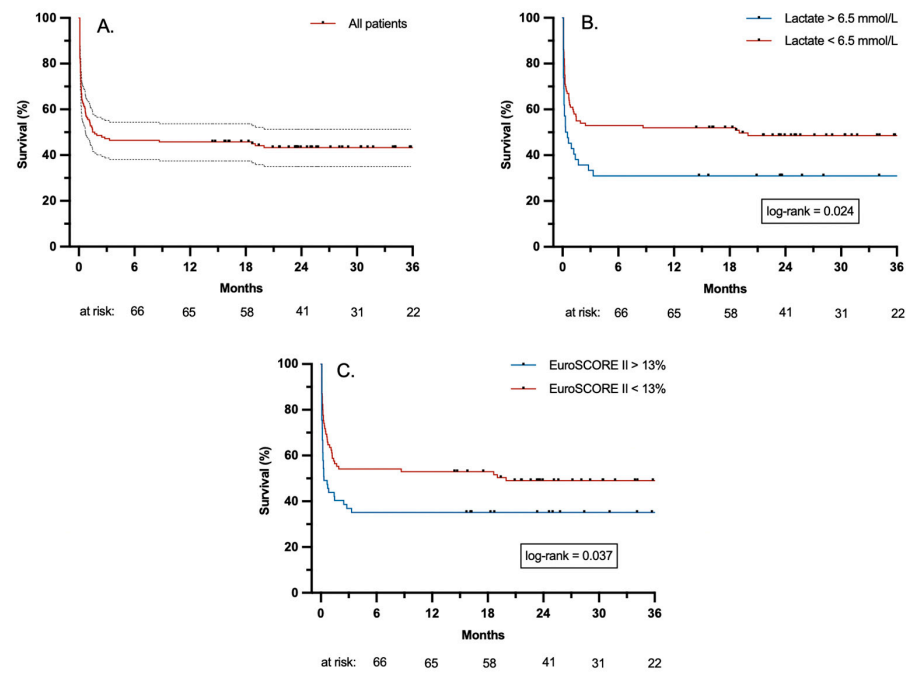 A.
All patients
100
80
60
40
20
0
Survival (%)
0 6 12 18 24 30 36
Months
at risk: 66 65 58 41 31 22
B.
Lactate > 6.5 mmol/L
Lactate < 6.5 mmol/L
100
80
60
40
20
0
Survival (%)
log-rank = 0.024
0 6 12 18 24 30 36
Months
at risk: 66 65 58 41 31 22
C.
EuroSCORE II > 13%
EuroSCORE II < 13%
100
80
60
40
20
0
Survival (%)
log-rank = 0.037
0 6 12 18 24 30 36
Months
at risk: 66 65 58 41 31 22